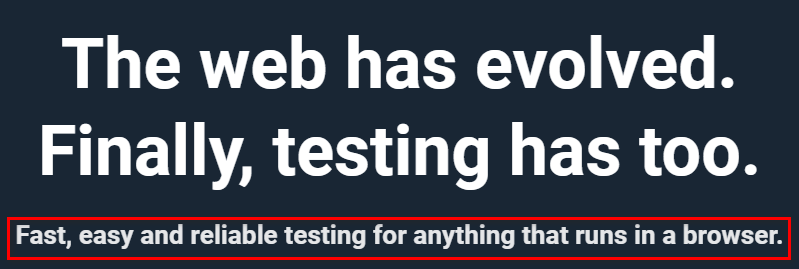 The web has evolved.
Finally, testing has too.
Fast, easy and reliable testing for anything that runs in a browser.